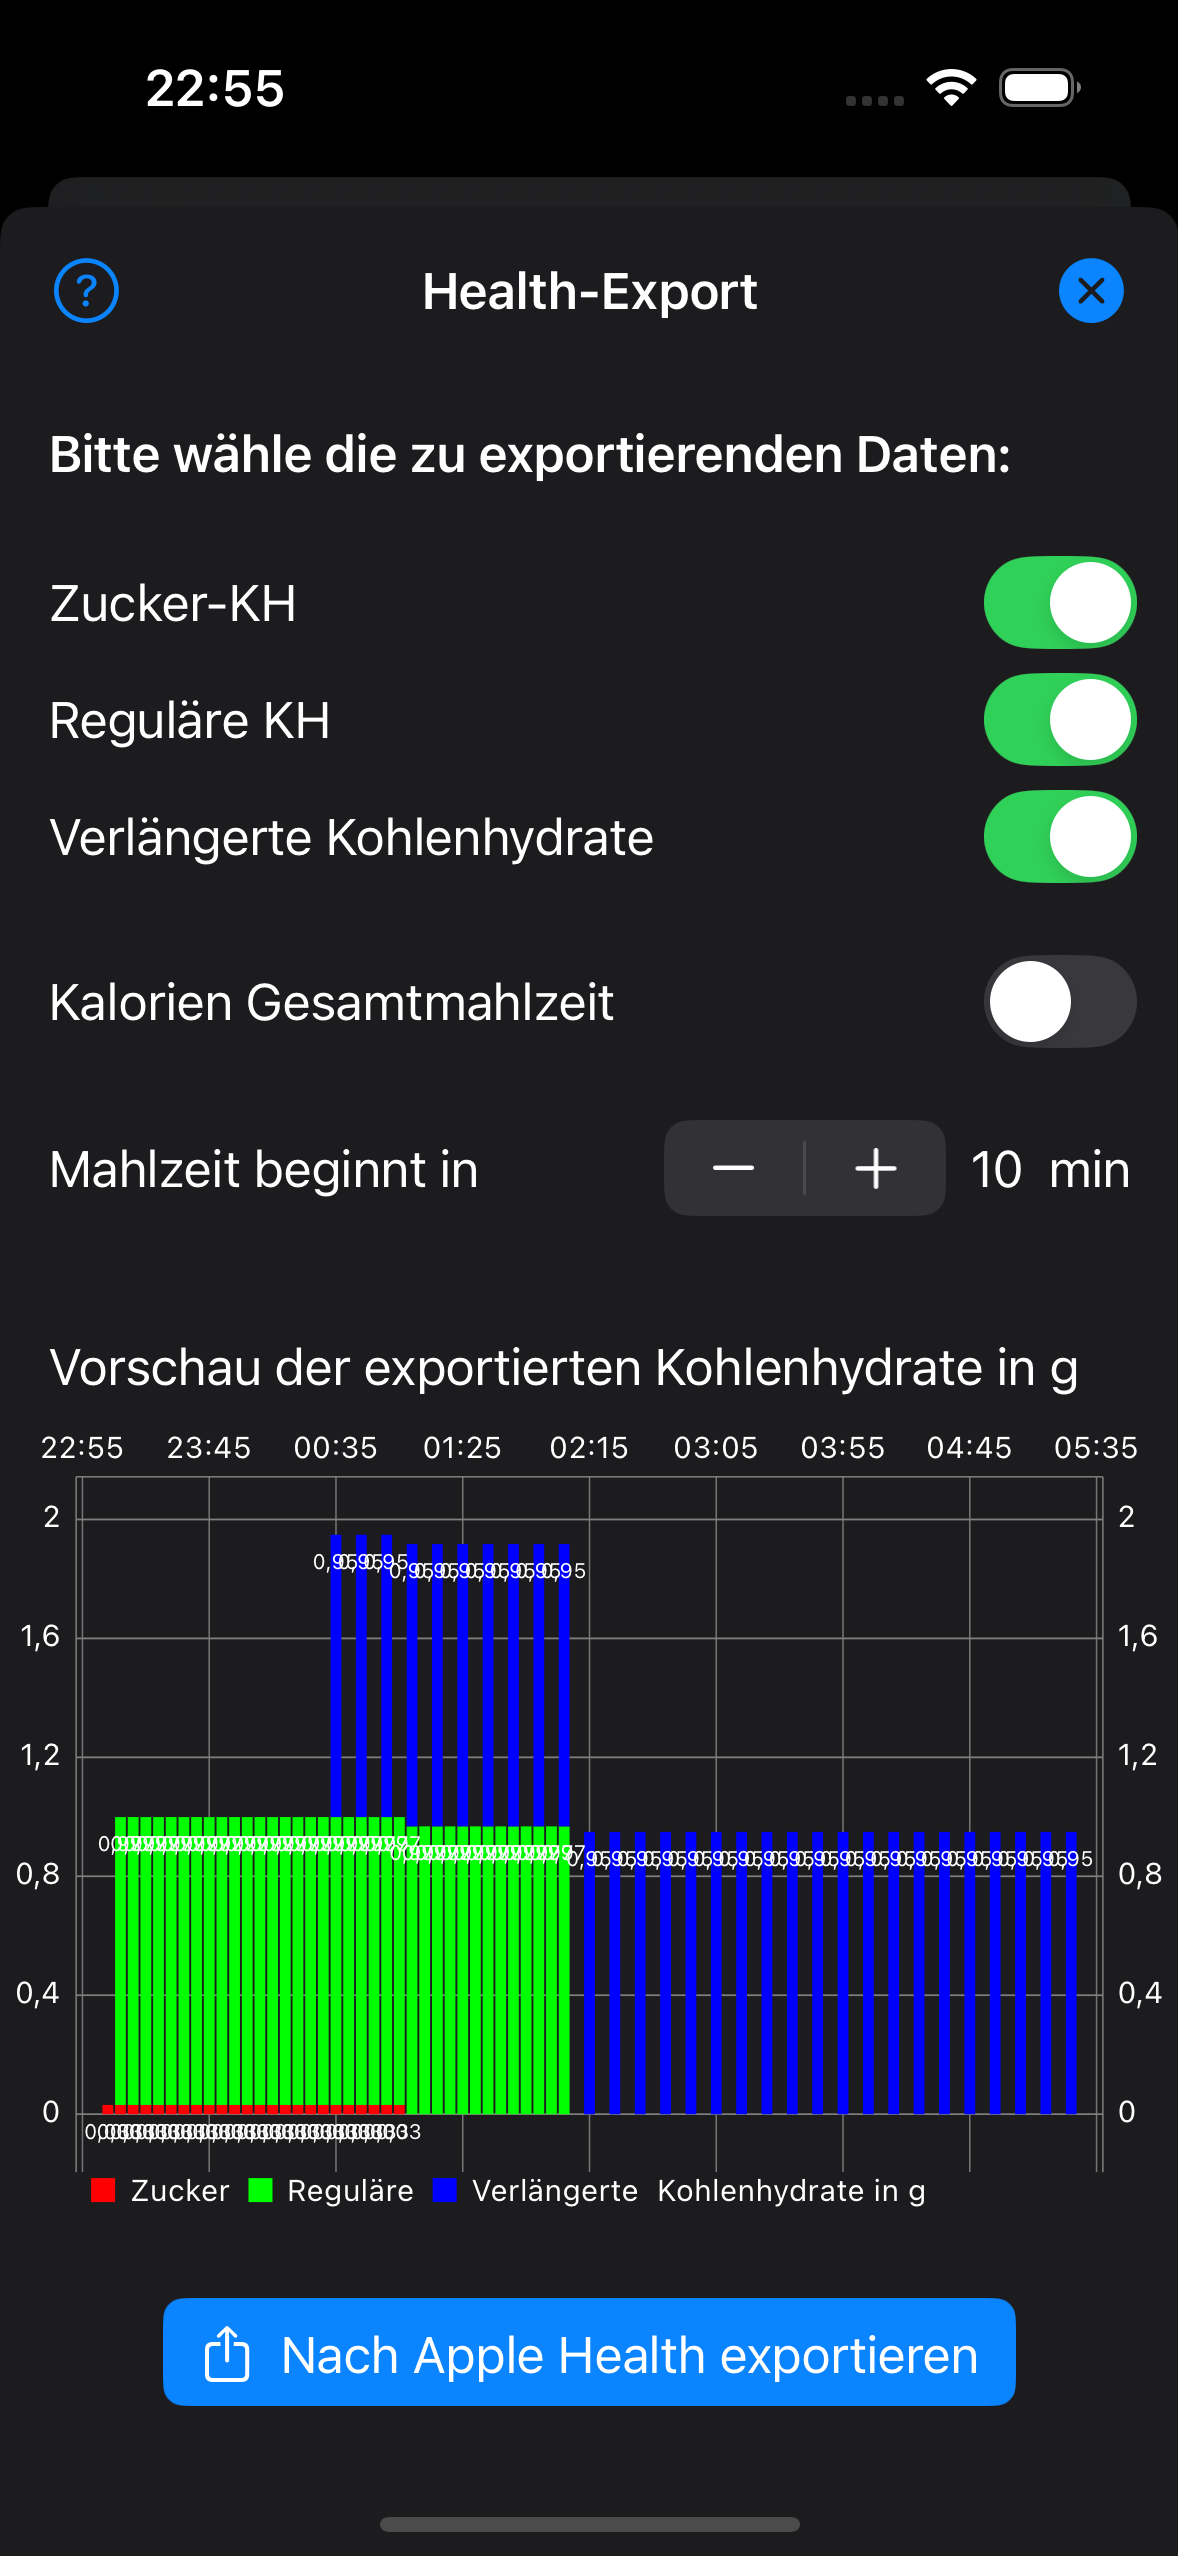 22:55
?
Health-Export
Bitte wähle die zu exportierenden Daten:
Zucker-KH
Reguläre KH
Verlängerte Kohlenhydrate
Kalorien Gesamtmahlzeit
Mahlzeit beginnt in − + 10 min
Vorschau der exportierten Kohlenhydrate in g
22:55 23:45 00:35 01:25 02:15 03:05 03:55 04:45 05:35
2 2
1,6 1,6
1,2 1,2
0,8 0,8
0,4 0,4
0 0
Zucker Reguläre Verlängerte Kohlenhydrate in g
Nach Apple Health exportieren